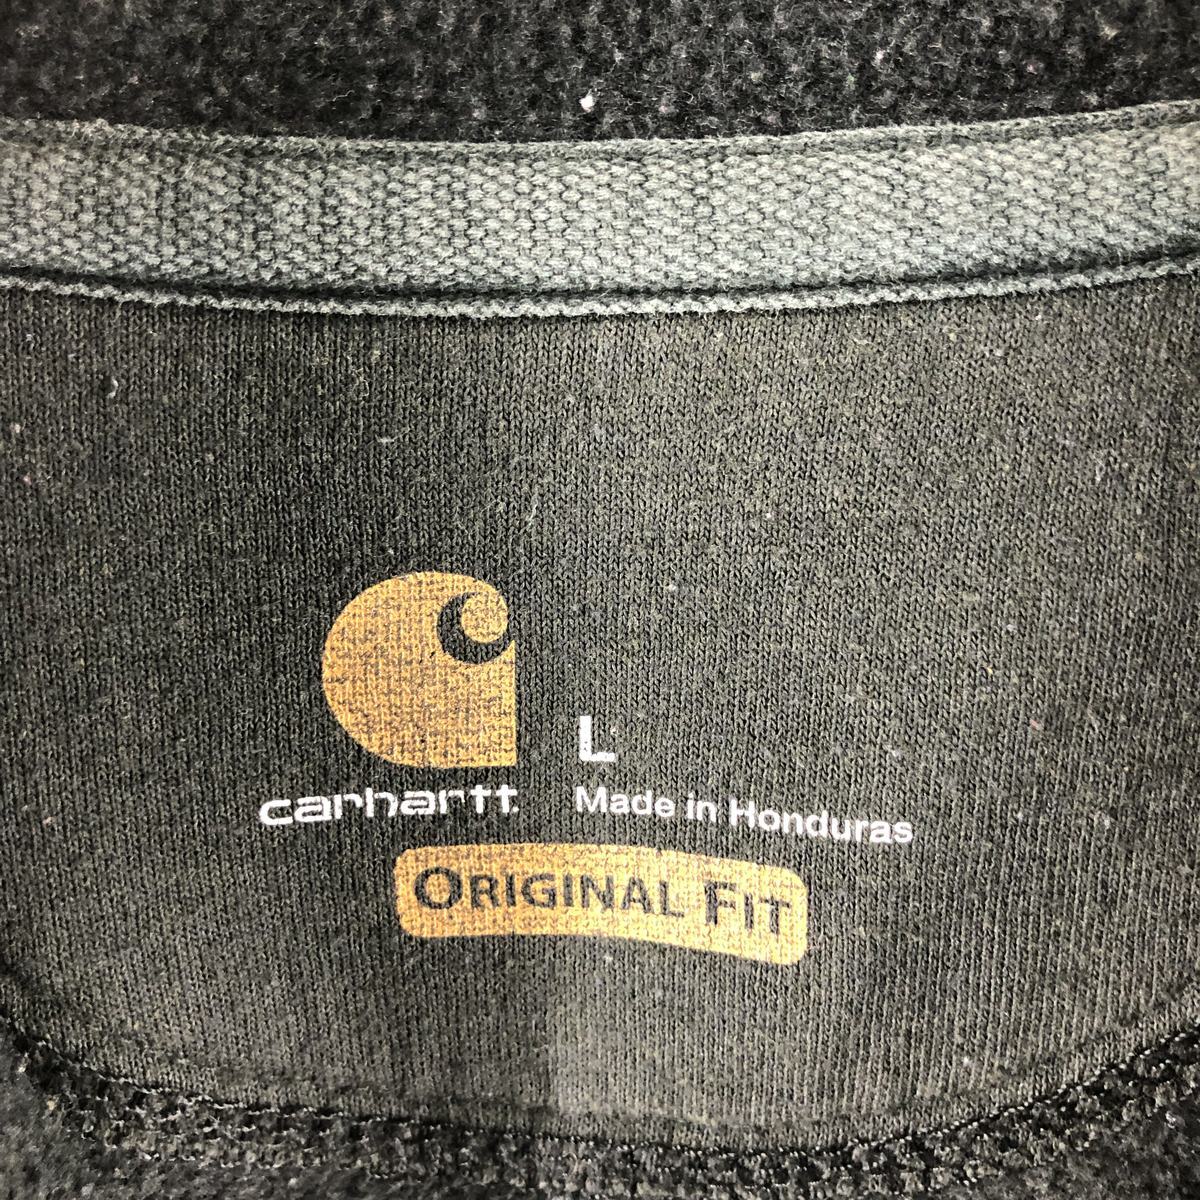 L
carhartt
Made in Honduras
ORIGINAL FIT